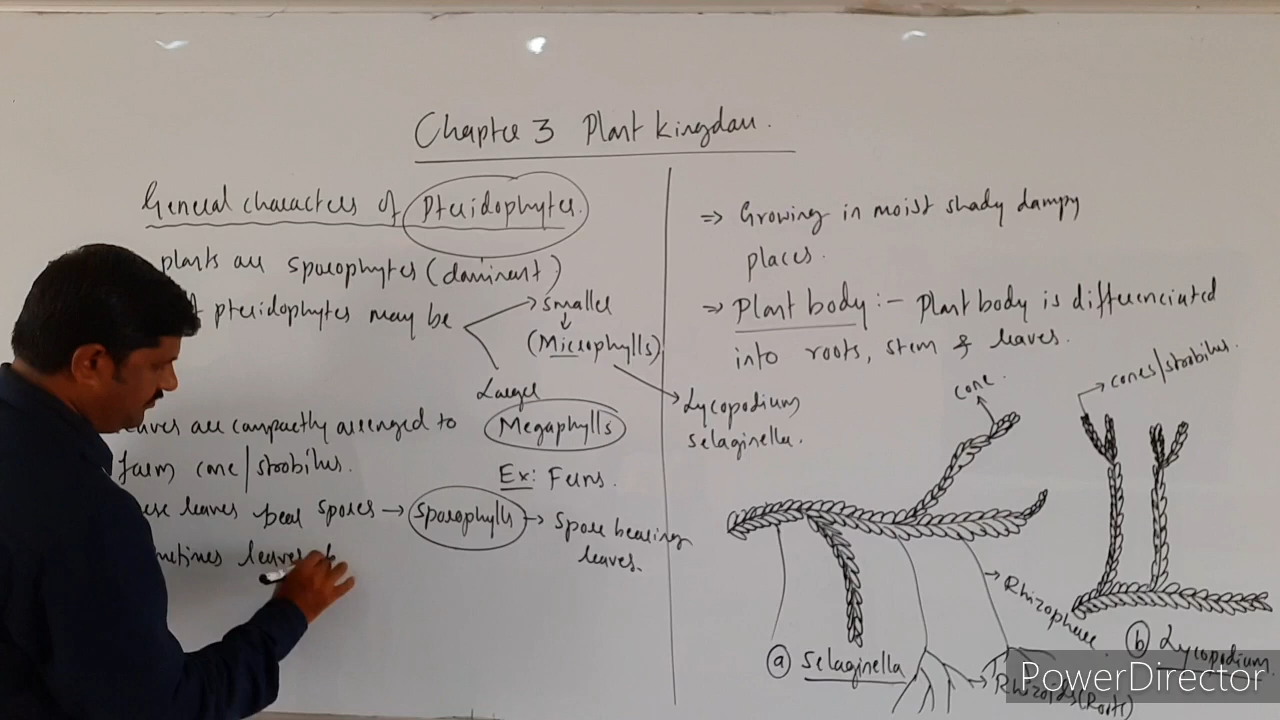 Chapter 3 Plant Kingdom.
General characters of Pteridophytes.
plants are sporophytes (dominant)
pteridophytes may be
smaller
(Microphylls)
Larger
Megaphylls
Ex: Ferns.
leaves are compactly arranged to
form cone/strobilus.
these leaves bear spores → Sporophylls → Spore bearing
leaves.
sometimes leaves
⇒ Growing in moist shady dampy
places.
⇒ Plant body :- Plant body is differenciated
into roots, stem & leaves.
Lycopodium
selaginella.
cone.
cones/strobilus.
Rhizophore
Rhizoids (Roots)
(a) Selaginella
(b) Lycopodium
PowerDirector